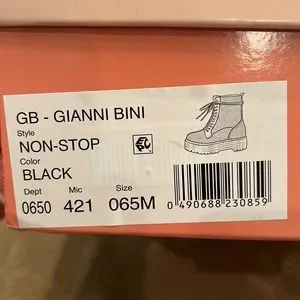 GB - GIANNI BINI
Style
NON-STOP
Color
BLACK
Dept Mic Size
0650 421 065M
0 490688 230859